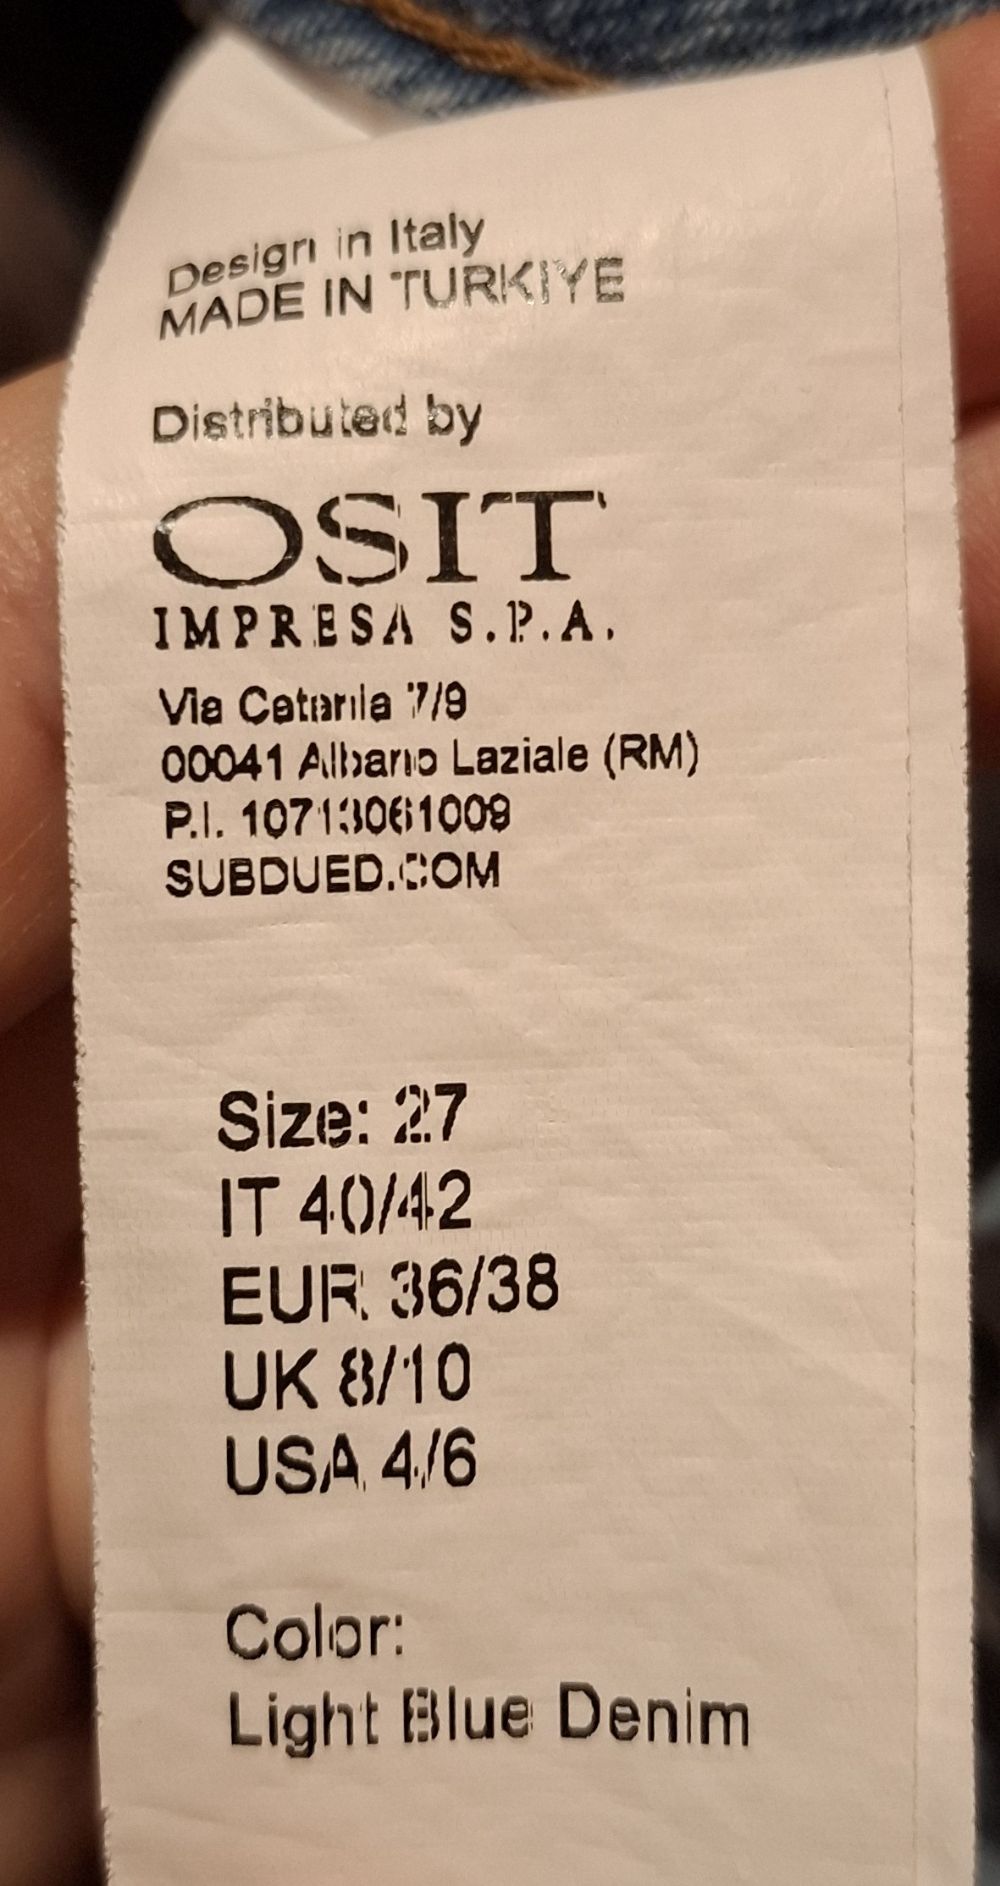 Design in Italy
MADE IN TURKIYE
Distributed by
OSIT
IMPRESA S.P.A.
Via Catania 7/9
00041 Albano Laziale (RM)
P.I. 10713061009
SUBDUED.COM
Size: 27
IT 40/42
EUR 36/38
UK 8/10
USA 4/6
Color:
Light Blue Denim